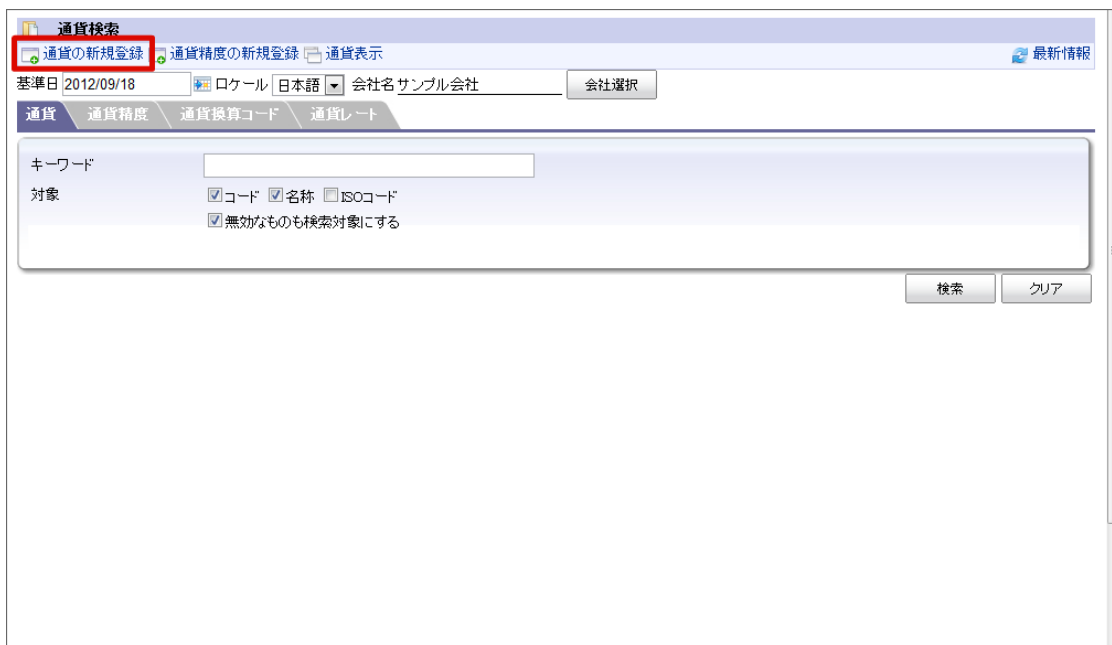 通貨検索
通貨の新規登録 通貨精度の新規登録 通貨表示 最新情報
基準日 2012/09/18 ロケール 日本語 会社名 サンプル会社 会社選択
通貨 通貨精度 通貨換算コード 通貨レート
キーワード
対象 コード 名称 ISOコード
無効なものも検索対象にする
検索 クリア